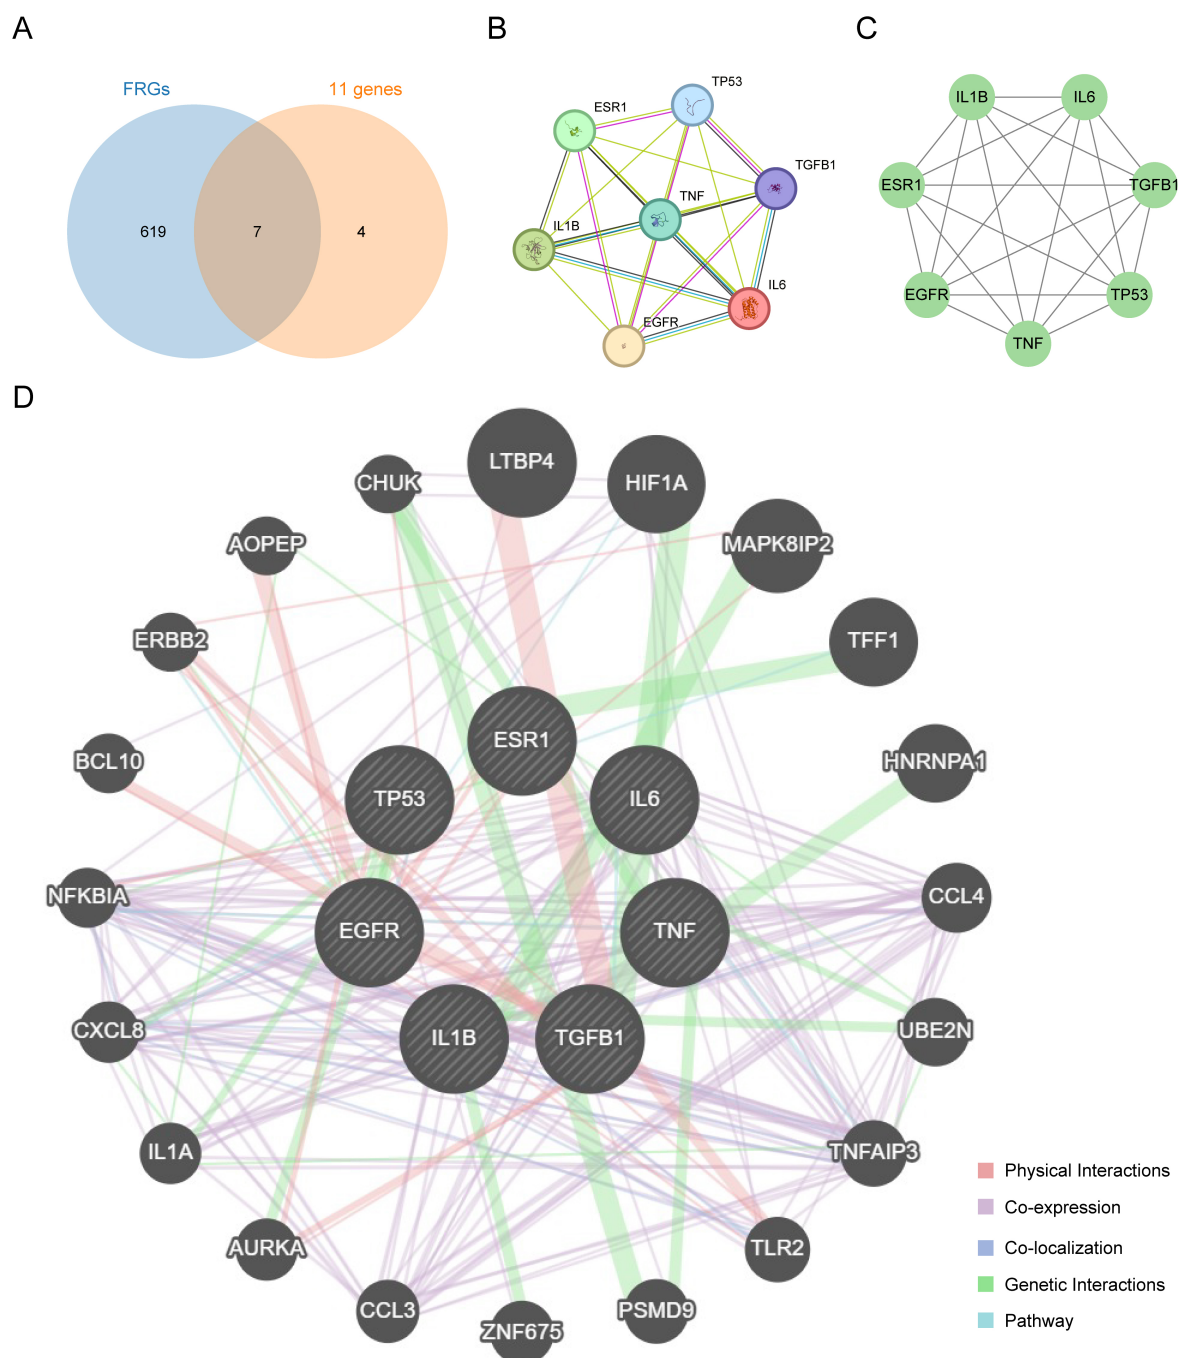 A
B
C
FRGs
11 genes
619
7
4
TP53
ESR1
TGFB1
TNF
IL1B
IL6
EGFR
IL1B
IL6
ESR1
TGFB1
EGFR
TP53
TNF
D
LTBP4
CHUK
HIF1A
AOPEP
MAPK8IP2
ERBB2
TFF1
ESR1
BCL10
HNRNPA1
TP53
IL6
NFKBIA
CCL4
EGFR
TNF
CXCL8
UBE2N
IL1B
TGFB1
IL1A
TNFAIP3
Physical Interactions
Co-expression
AURKA
TLR2
Co-localization
Genetic Interactions
CCL3
PSMD9
ZNF675
Pathway